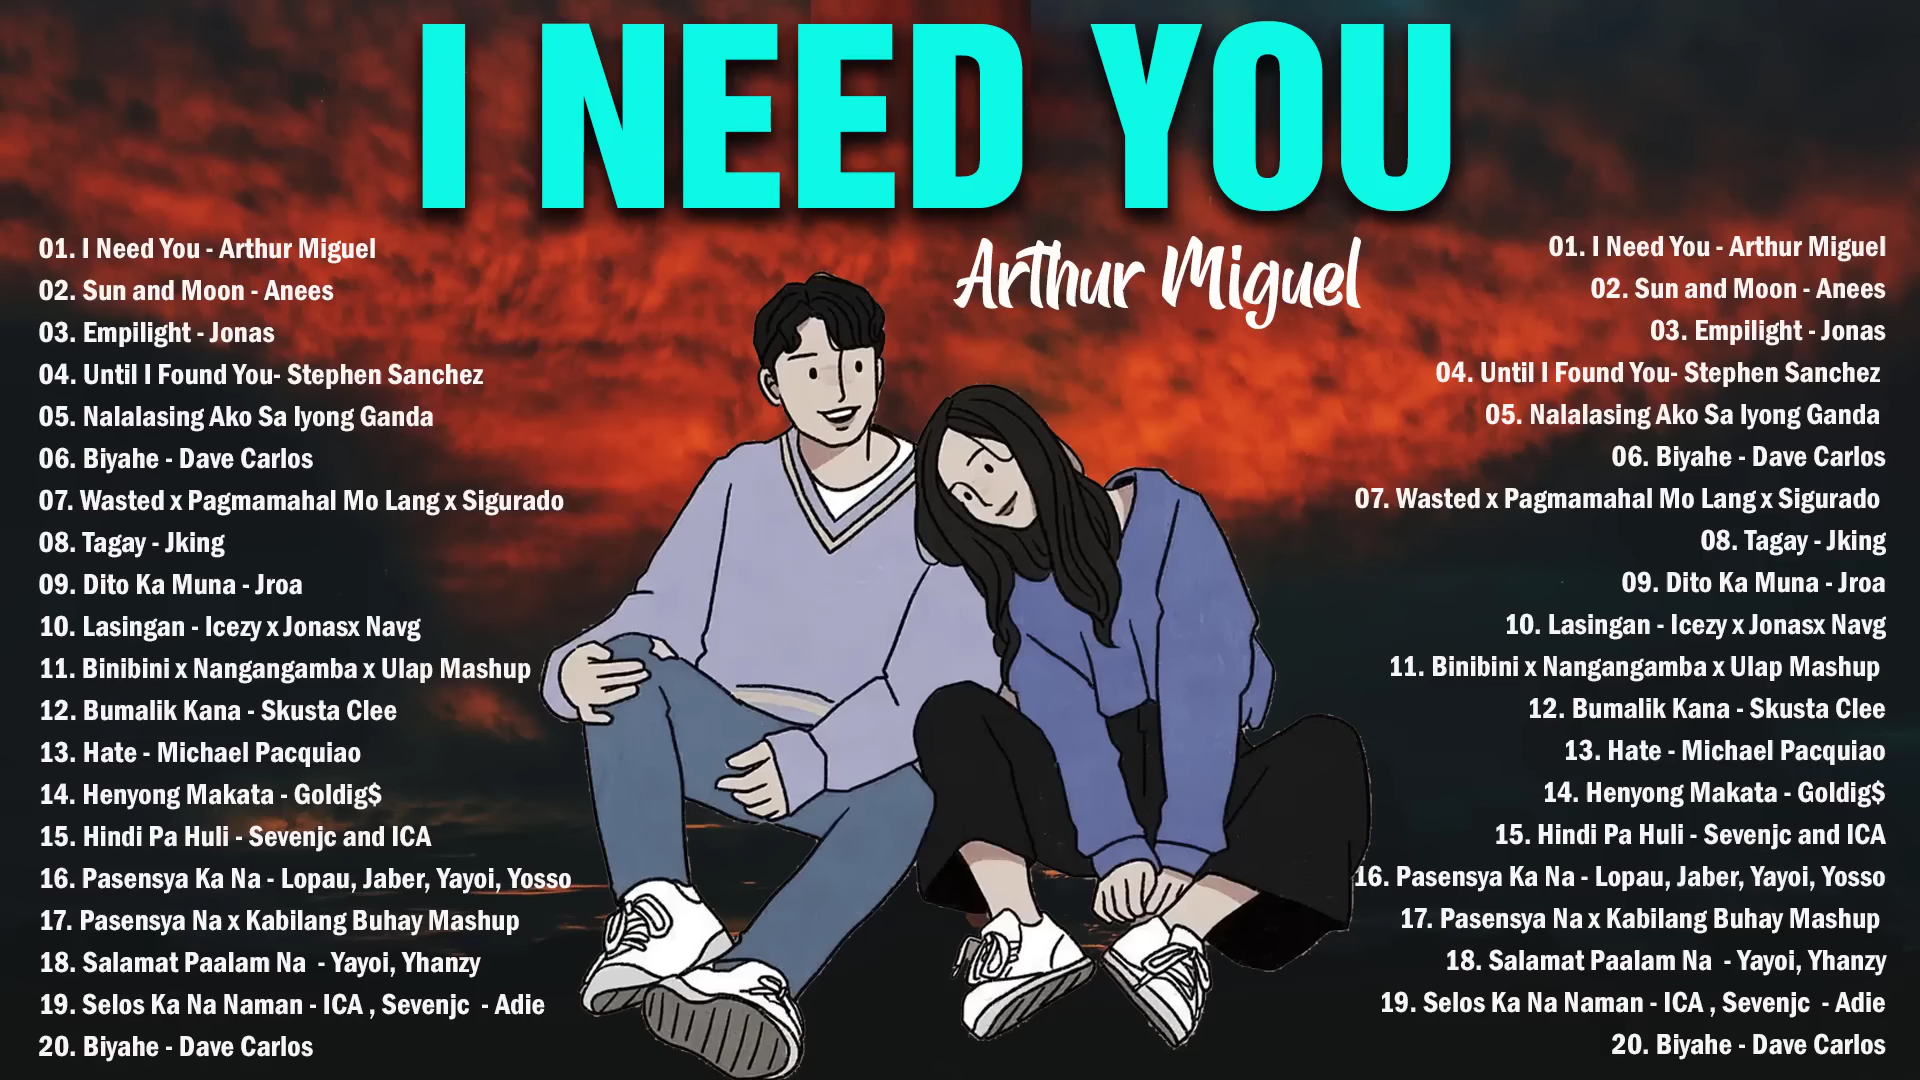 I NEED YOU
Arthur Miguel
01. I Need You - Arthur Miguel
02. Sun and Moon - Anees
03. Empilight - Jonas
04. Until I Found You- Stephen Sanchez
05. Nalalasing Ako Sa Iyong Ganda
06. Biyahe - Dave Carlos
07. Wasted x Pagmamahal Mo Lang x Sigurado
08. Tagay - Jking
09. Dito Ka Muna - Jroa
10. Lasingan - Icezy x Jonasx Navg
11. Binibini x Nangangamba x Ulap Mashup
12. Bumalik Kana - Skusta Clee
13. Hate - Michael Pacquiao
14. Henyong Makata - Goldig$
15. Hindi Pa Huli - Sevenjc and ICA
16. Pasensya Ka Na - Lopau, Jaber, Yayoi, Yosso
17. Pasensya Na x Kabilang Buhay Mashup
18. Salamat Paalam Na  - Yayoi, Yhanzy
19. Selos Ka Na Naman - ICA , Sevenjc  - Adie
20. Biyahe - Dave Carlos
01. I Need You - Arthur Miguel
02. Sun and Moon - Anees
03. Empilight - Jonas
04. Until I Found You- Stephen Sanchez
05. Nalalasing Ako Sa Iyong Ganda
06. Biyahe - Dave Carlos
07. Wasted x Pagmamahal Mo Lang x Sigurado
08. Tagay - Jking
09. Dito Ka Muna - Jroa
10. Lasingan - Icezy x Jonasx Navg
11. Binibini x Nangangamba x Ulap Mashup
12. Bumalik Kana - Skusta Clee
13. Hate - Michael Pacquiao
14. Henyong Makata - Goldig$
15. Hindi Pa Huli - Sevenjc and ICA
16. Pasensya Ka Na - Lopau, Jaber, Yayoi, Yosso
17. Pasensya Na x Kabilang Buhay Mashup
18. Salamat Paalam Na  - Yayoi, Yhanzy
19. Selos Ka Na Naman - ICA , Sevenjc  - Adie
20. Biyahe - Dave Carlos